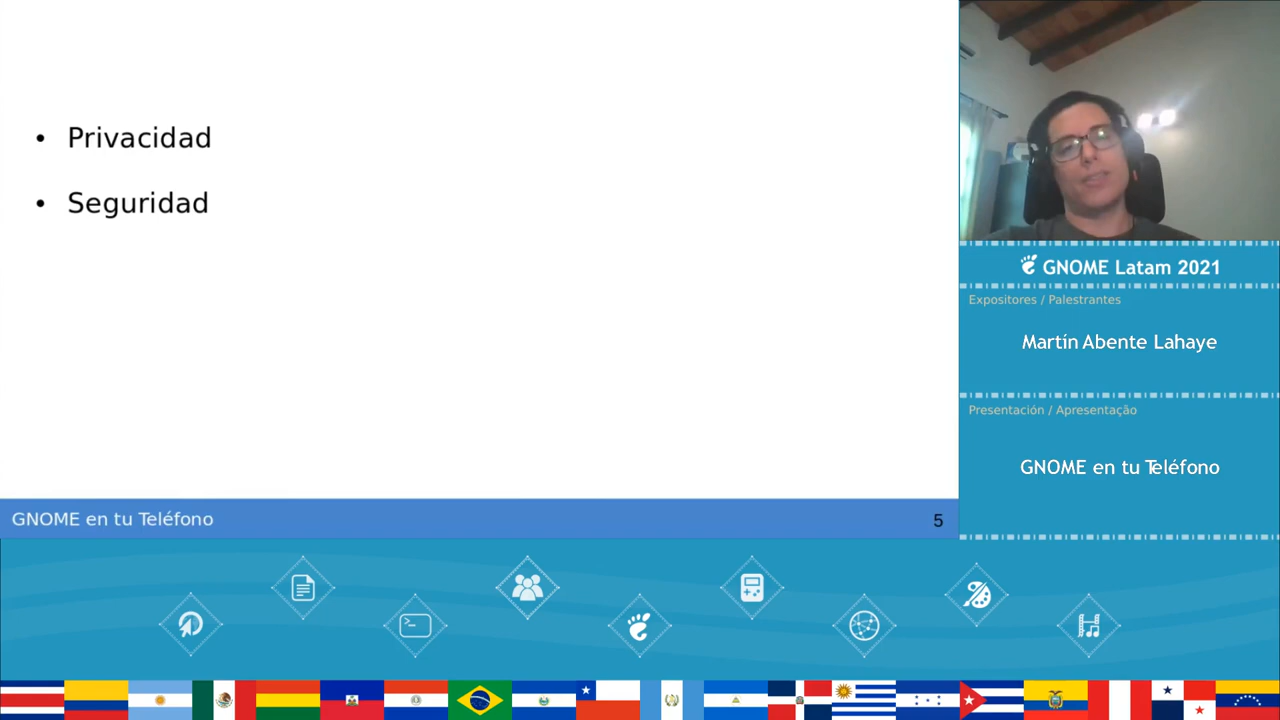 • Privacidad
• Seguridad
GNOME en tu Teléfono
5
GNOME Latam 2021
Expositores / Palestrantes
Martín Abente Lahaye
Presentación / Apresentação
GNOME en tu Teléfono